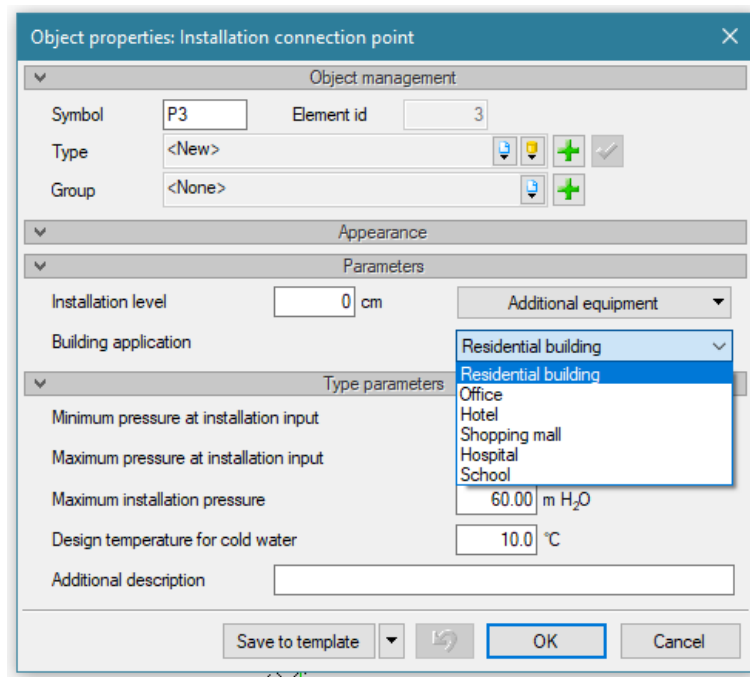 Object properties: Installation connection point
Object management
Symbol P3 Element id 3
Type <New>
Group <None>
Appearance
Parameters
Installation level 0 cm Additional equipment
Building application Residential building
Residential building
Office
Hotel
Shopping mall
Hospital
School
Type parameters
Minimum pressure at installation input
Maximum pressure at installation input
Maximum installation pressure 60.00 m H₂O
Design temperature for cold water 10.0 °C
Additional description
Save to template OK Cancel